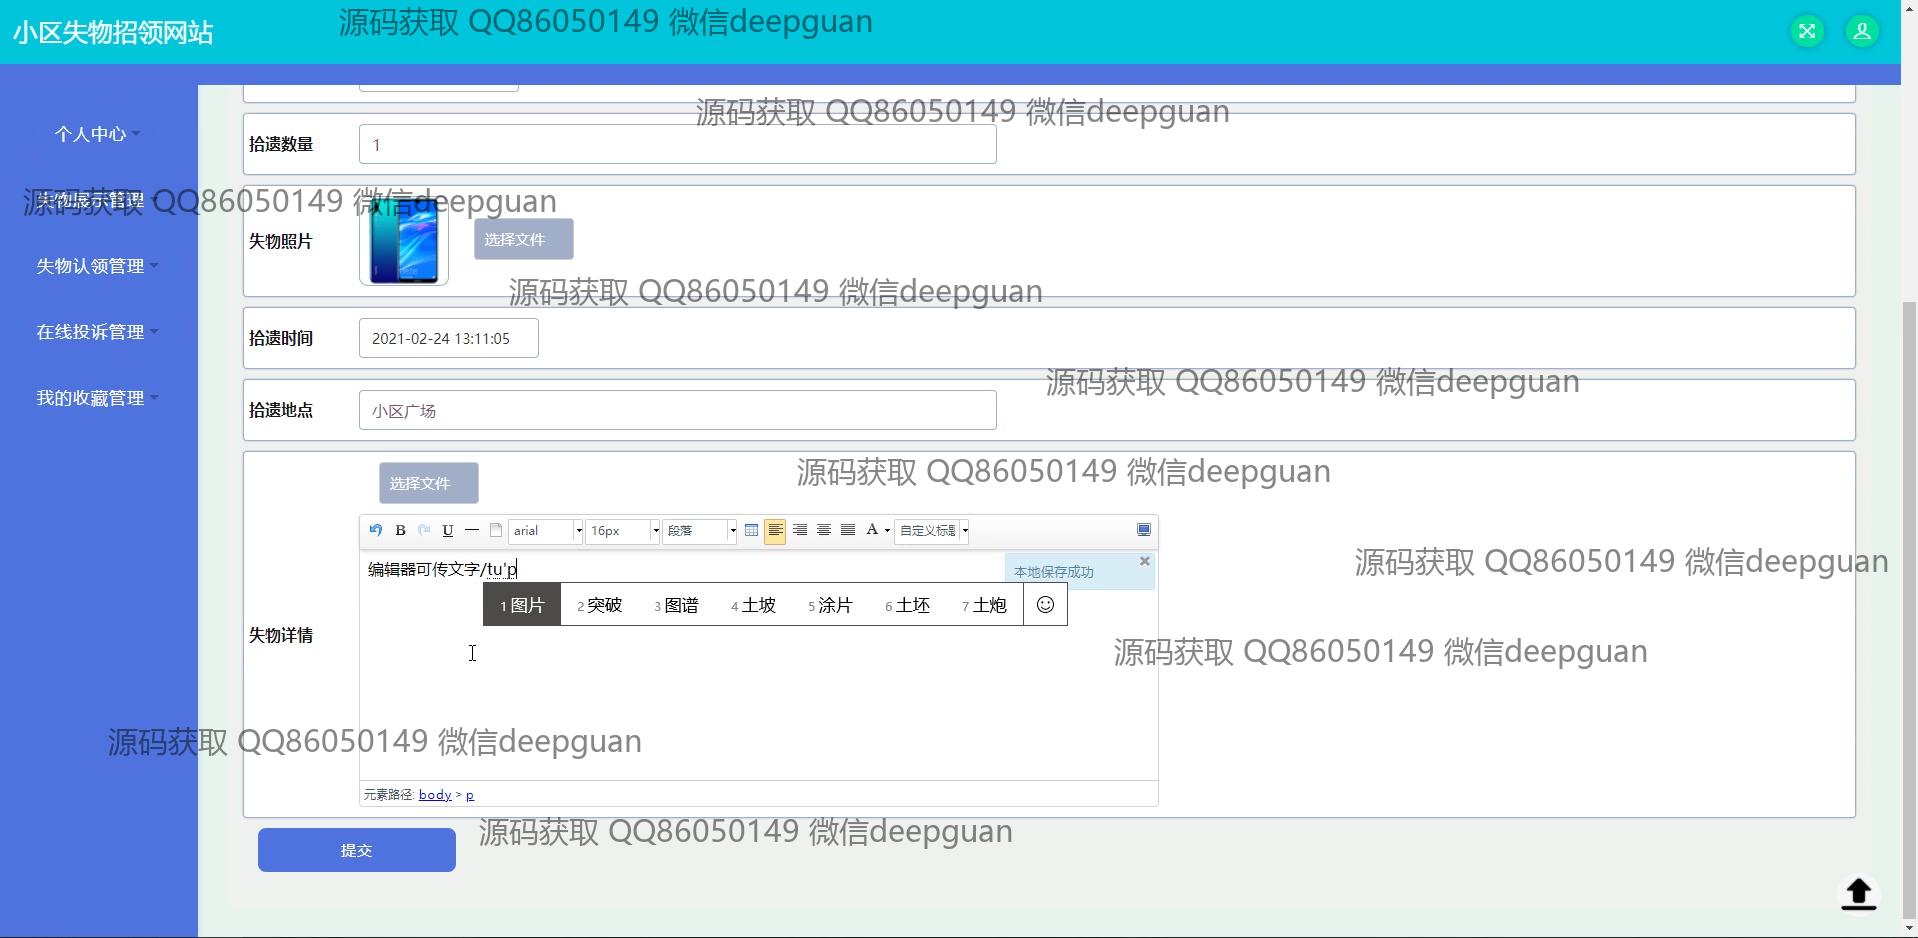 小区失物招领网站
源码获取 QQ86050149 微信deepguan
源码获取 QQ86050149 微信deepguan
个人中心
拾遗数量
1
失物展示管理
源码获取 QQ86050149 微信deepguan
失物照片
选择文件
失物认领管理
源码获取 QQ86050149 微信deepguan
在线投诉管理
拾遗时间
2021-02-24 13:11:05
源码获取 QQ86050149 微信deepguan
我的收藏管理
拾遗地点
小区广场
源码获取 QQ86050149 微信deepguan
选择文件
B U arial 16px 段落 A 自定义标题
编辑器可传文字/tu'p
本地保存成功
源码获取 QQ86050149 微信deepguan
1 图片 2 突破 3 图谱 4 土坡 5 涂片 6 土坯 7 土炮
失物详情
源码获取 QQ86050149 微信deepguan
源码获取 QQ86050149 微信deepguan
元素路径: body > p
源码获取 QQ86050149 微信deepguan
提交